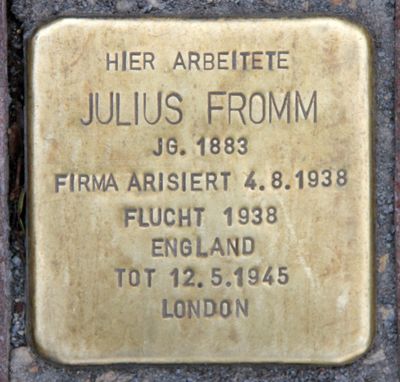 HIER ARBEITETE
JULIUS FROMM
JG. 1883
FIRMA ARISIERT 4.8.1938
FLUCHT 1938
ENGLAND
TOT 12.5.1945
LONDON